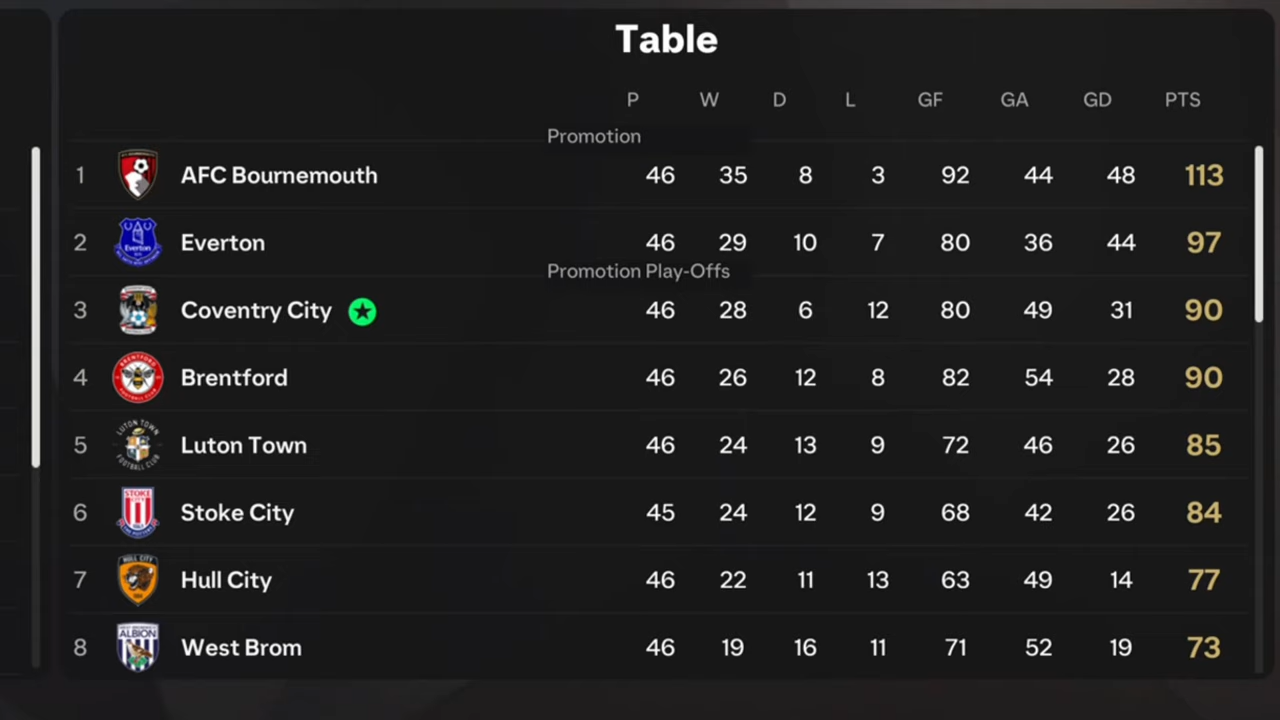 Table
P W D L GF GA GD PTS
Promotion
1 AFC Bournemouth 46 35 8 3 92 44 48 113
2 Everton 46 29 10 7 80 36 44 97
Promotion Play-Offs
3 Coventry City 46 28 6 12 80 49 31 90
4 Brentford 46 26 12 8 82 54 28 90
5 Luton Town 46 24 13 9 72 46 26 85
6 Stoke City 45 24 12 9 68 42 26 84
7 Hull City 46 22 11 13 63 49 14 77
8 West Brom 46 19 16 11 71 52 19 73